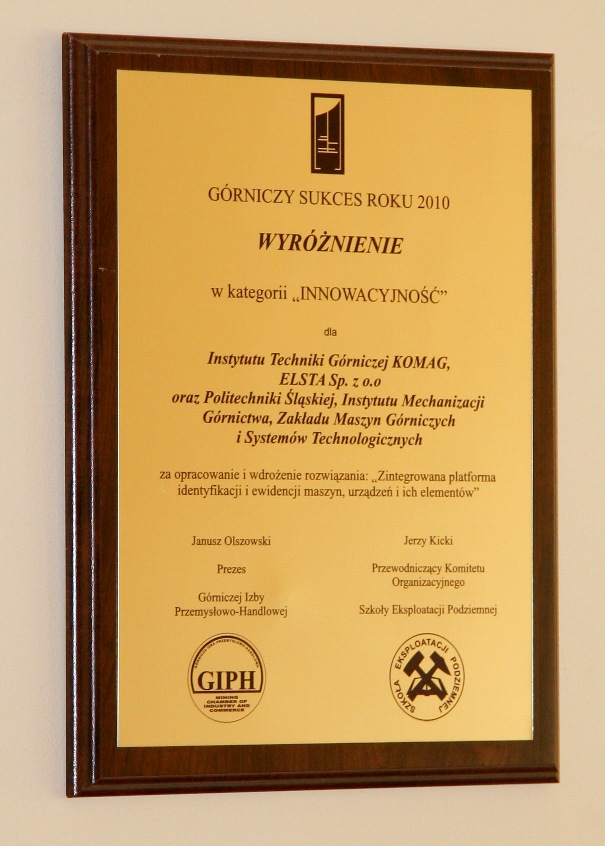 GÓRNICZY SUKCES ROKU 2010
WYRÓŻNIENIE
w kategorii „INNOWACYJNOŚĆ”
dla
Instytutu Techniki Górniczej KOMAG,
ELSTA Sp. z o.o
oraz Politechniki Śląskiej, Instytutu Mechanizacji
Górnictwa, Zakładu Maszyn Górniczych
i Systemów Technologicznych
za opracowanie i wdrożenie rozwiązania: „Zintegrowana platforma
identyfikacji i ewidencji maszyn, urządzeń i ich elementów”
Janusz Olszowski
Prezes
Górniczej Izby
Przemysłowo-Handlowej
Jerzy Kicki
Przewodniczący Komitetu
Organizacyjnego
Szkoły Eksploatacji Podziemnej
GIPH
MINING
CHAMBER OF
INDUSTRY AND
COMMERCE
SZKOŁA EKSPLOATACJI PODZIEMNEJ